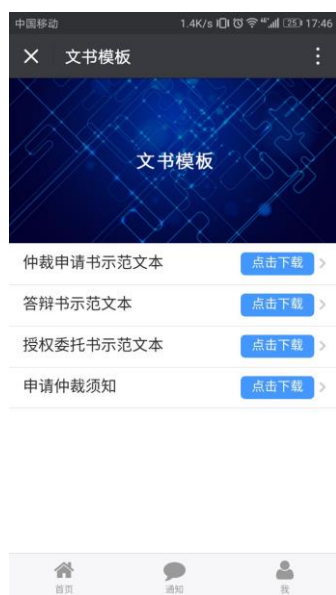 中国移动 1.4K/s 4G 25 17:46
文书模板
文书模板
仲裁申请书示范文本 点击下载
答辩书示范文本 点击下载
授权委托书示范文本 点击下载
申请仲裁须知 点击下载
首页 通知 我